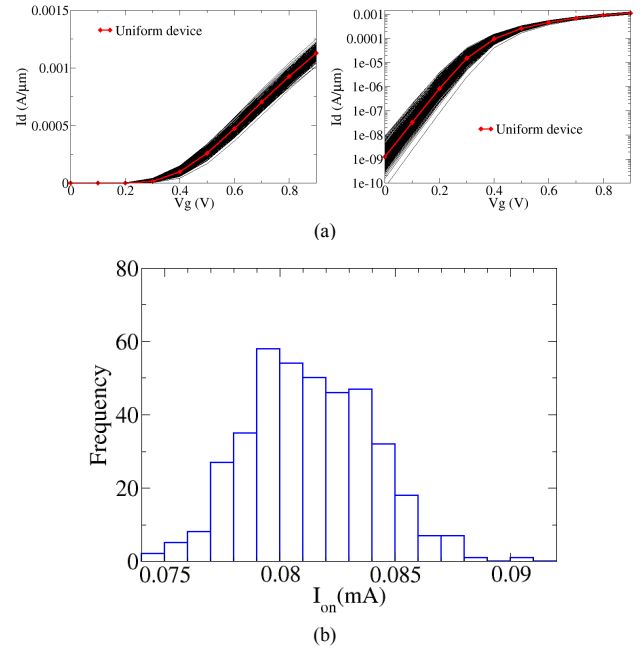 0.0015
0.001
0.0005
0
Id (A/μm)
Uniform device
0 0.2 0.4 0.6 0.8
Vg (V)
0.001
0.0001
1e-05
1e-06
1e-07
1e-08
1e-09
1e-10
Id (A/μm)
Uniform device
0 0.2 0.4 0.6 0.8
Vg (V)
(a)
80
60
40
20
0
Frequency
0.075 0.08 0.085 0.09
I_on(mA)
(b)